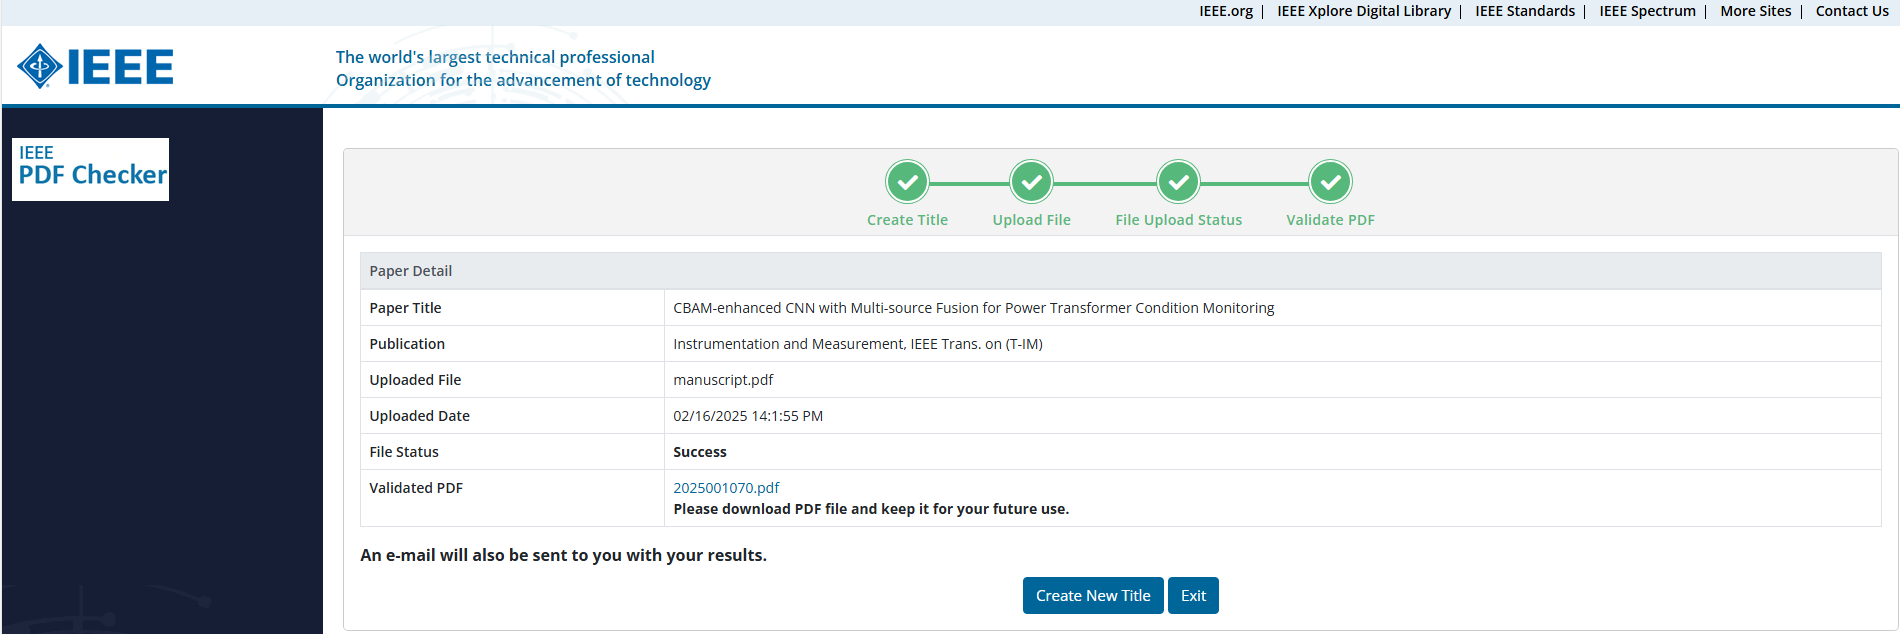 IEEE.org | IEEE Xplore Digital Library | IEEE Standards | IEEE Spectrum | More Sites | Contact Us
IEEE
The world's largest technical professional
Organization for the advancement of technology
IEEE
PDF Checker
Create Title
Upload File
File Upload Status
Validate PDF
Paper Detail
Paper Title CBAM-enhanced CNN with Multi-source Fusion for Power Transformer Condition Monitoring
Publication Instrumentation and Measurement, IEEE Trans. on (T-IM)
Uploaded File manuscript.pdf
Uploaded Date 02/16/2025 14:1:55 PM
File Status Success
Validated PDF 2025001070.pdf
Please download PDF file and keep it for your future use.
An e-mail will also be sent to you with your results.
Create New Title Exit